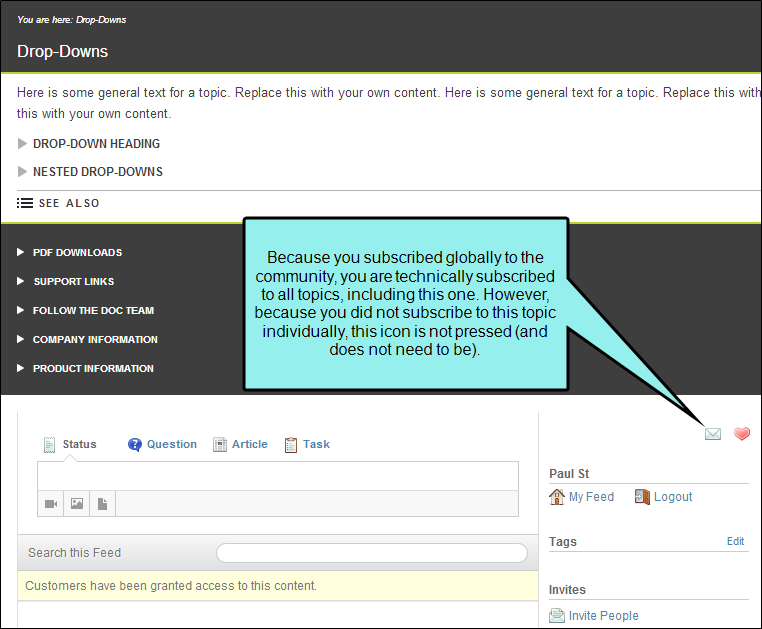 You are here: Drop-Downs
Drop-Downs
Here is some general text for a topic. Replace this with your own content. Here is some general text for a topic. Replace this with
this with your own content.
DROP-DOWN HEADING
NESTED DROP-DOWNS
SEE ALSO
PDF DOWNLOADS
SUPPORT LINKS
FOLLOW THE DOC TEAM
COMPANY INFORMATION
PRODUCT INFORMATION
Because you subscribed globally to the
community, you are technically subscribed
to all topics, including this one. However,
because you did not subscribe to this topic
individually, this icon is not pressed (and
does not need to be).
Status Question Article Task
Search this Feed
Customers have been granted access to this content.
Paul St
My Feed Logout
Tags Edit
Invites
Invite People